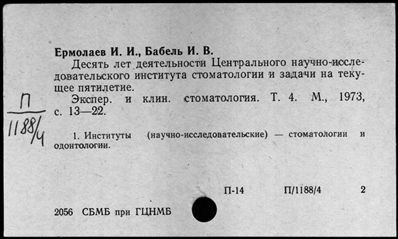 Ермолаев И. И., Бабель И. В.
Десять лет деятельности Центрального научно-иссле-
довательского института стоматологии и задачи на теку-
щее пятилетие.
П
1188/4
Экспер. и клин. стоматология. Т. 4. М., 1973,
с. 13—22.
1. Институты (научно-исследовательские) — стоматологии и
одонтологии.
П-14 П/1188/4 2
2056 СБМБ при ГЦНМБ